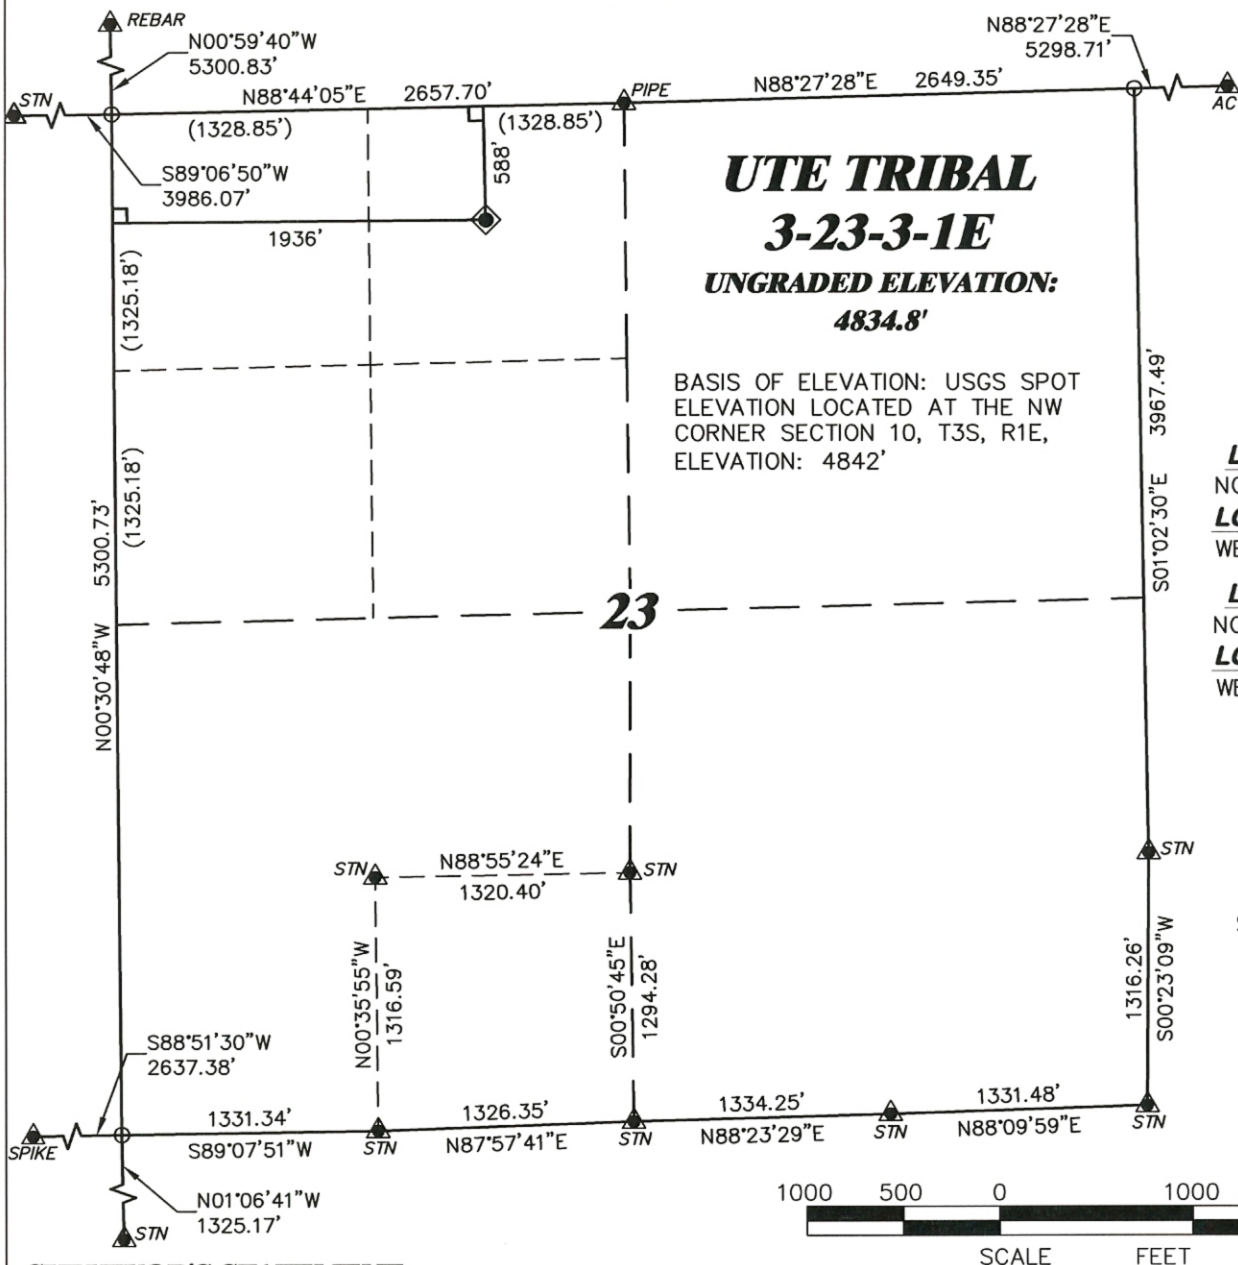 REBAR
N00°59'40"W
5300.83'
N88°27'28"E
5298.71'
STN
N88°44'05"E 2657.70'
PIPE
N88°27'28"E 2649.35'
AC
(1328.85')
(1328.85')
S89°06'50"W
3986.07'
588'
1936'
UTE TRIBAL
3-23-3-1E
UNGRADED ELEVATION:
4834.8'
BASIS OF ELEVATION: USGS SPOT
ELEVATION LOCATED AT THE NW
CORNER SECTION 10, T3S, R1E,
ELEVATION: 4842'
(1325.18')
(1325.18')
N00°30'48"W 5300.73'
S01°02'30"E 3967.49'
L
NO
LO
WE
L
NO
LO
WE
23
STN
N88°55'24"E
1320.40'
STN
STN
N00°35'55"W
1316.59'
S00°50'45"E
1294.28'
1316.26'
S00°23'09"W
S88°51'30"W
2637.38'
SPIKE
1331.34'
S89°07'51"W
STN
1326.35'
N87°57'41"E
STN
1334.25'
N88°23'29"E
STN
1331.48'
N88°09'59"E
STN
N01°06'41"W
1325.17'
STN
1000 500 0 1000
SCALE FEET